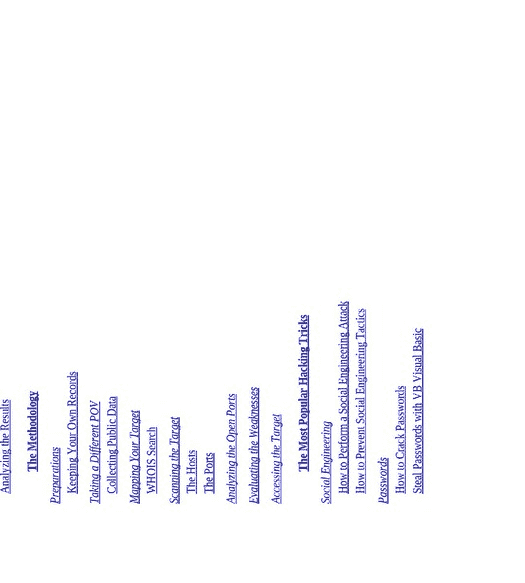 Analyzing the Results
The Methodology
Preparations
Keeping Your Own Records
Taking a Different POV
Collecting Public Data
Mapping Your Target
WHOIS Search
Scanning the Target
The Hosts
The Ports
Analyzing the Open Ports
Evaluating the Weaknesses
Accessing the Target
The Most Popular Hacking Tricks
Social Engineering
How to Perform a Social Engineering Attack
How to Prevent Social Engineering Tactics
Passwords
How to Crack Passwords
Steal Passwords with VB Visual Basic